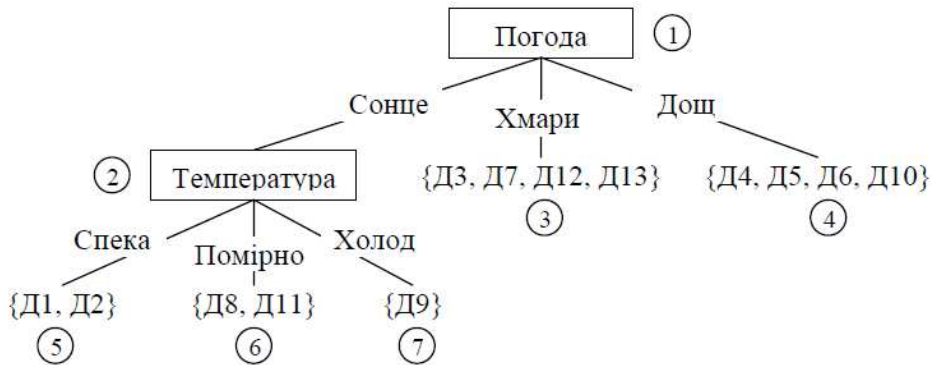 Погода 1
Сонце Хмари Дощ
2 Температура {Д3, Д7, Д12, Д13} {Д4, Д5, Д6, Д10}
3 4
Спека Помірно Холод
{Д1, Д2} {Д8, Д11} {Д9}
5 6 7